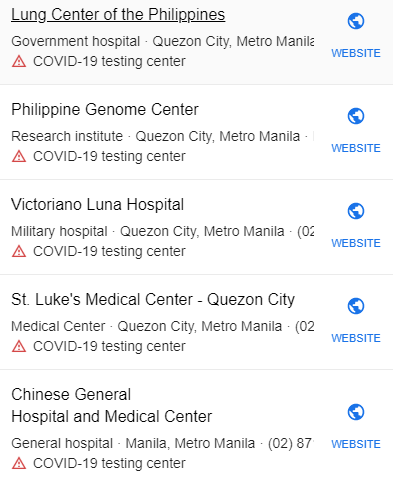 Lung Center of the Philippines
Government hospital · Quezon City, Metro Manila
WEBSITE
COVID-19 testing center
Philippine Genome Center
Research institute · Quezon City, Metro Manila ·
WEBSITE
COVID-19 testing center
Victoriano Luna Hospital
Military hospital · Quezon City, Metro Manila · (02
WEBSITE
COVID-19 testing center
St. Luke's Medical Center - Quezon City
Medical Center · Quezon City, Metro Manila · (02
WEBSITE
COVID-19 testing center
Chinese General
Hospital and Medical Center
General hospital · Manila, Metro Manila · (02) 87
WEBSITE
COVID-19 testing center